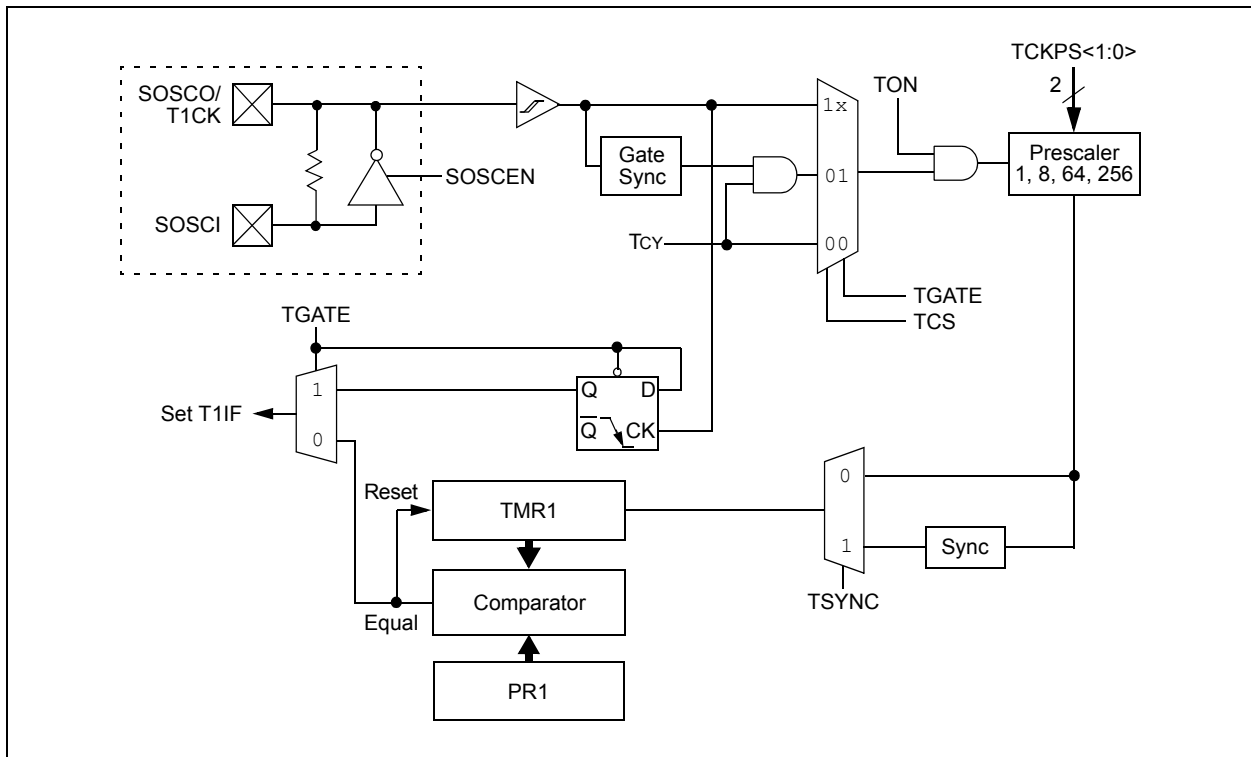 TCKPS<1:0>
SOSCO/
T1CK
TON
2
1x
Gate
Sync
Prescaler
1, 8, 64, 256
SOSCEN
01
SOSCI
TCY
00
TGATE
TCS
TGATE
1
Q
D
Set T1IF
Q
CK
0
Reset
TMR1
0
1
Sync
Comparator
TSYNC
Equal
PR1